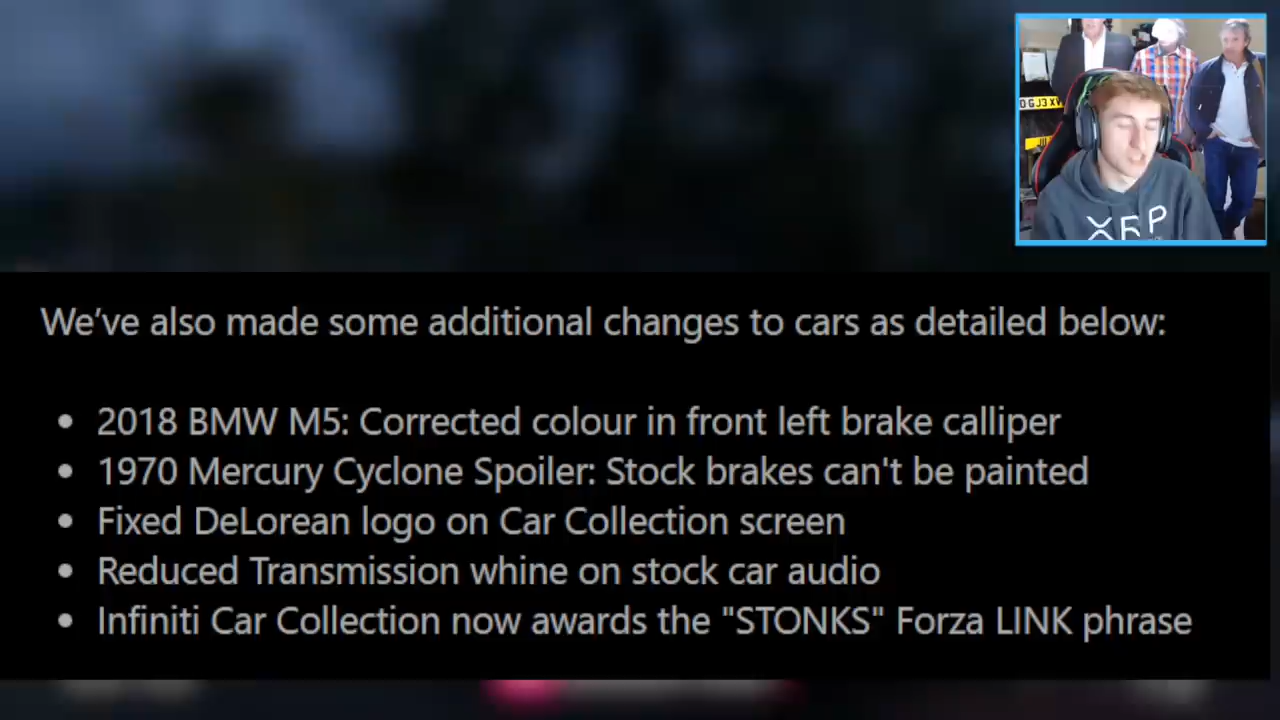 We've also made some additional changes to cars as detailed below:
• 2018 BMW M5: Corrected colour in front left brake calliper
• 1970 Mercury Cyclone Spoiler: Stock brakes can't be painted
• Fixed DeLorean logo on Car Collection screen
• Reduced Transmission whine on stock car audio
• Infiniti Car Collection now awards the "STONKS" Forza LINK phrase